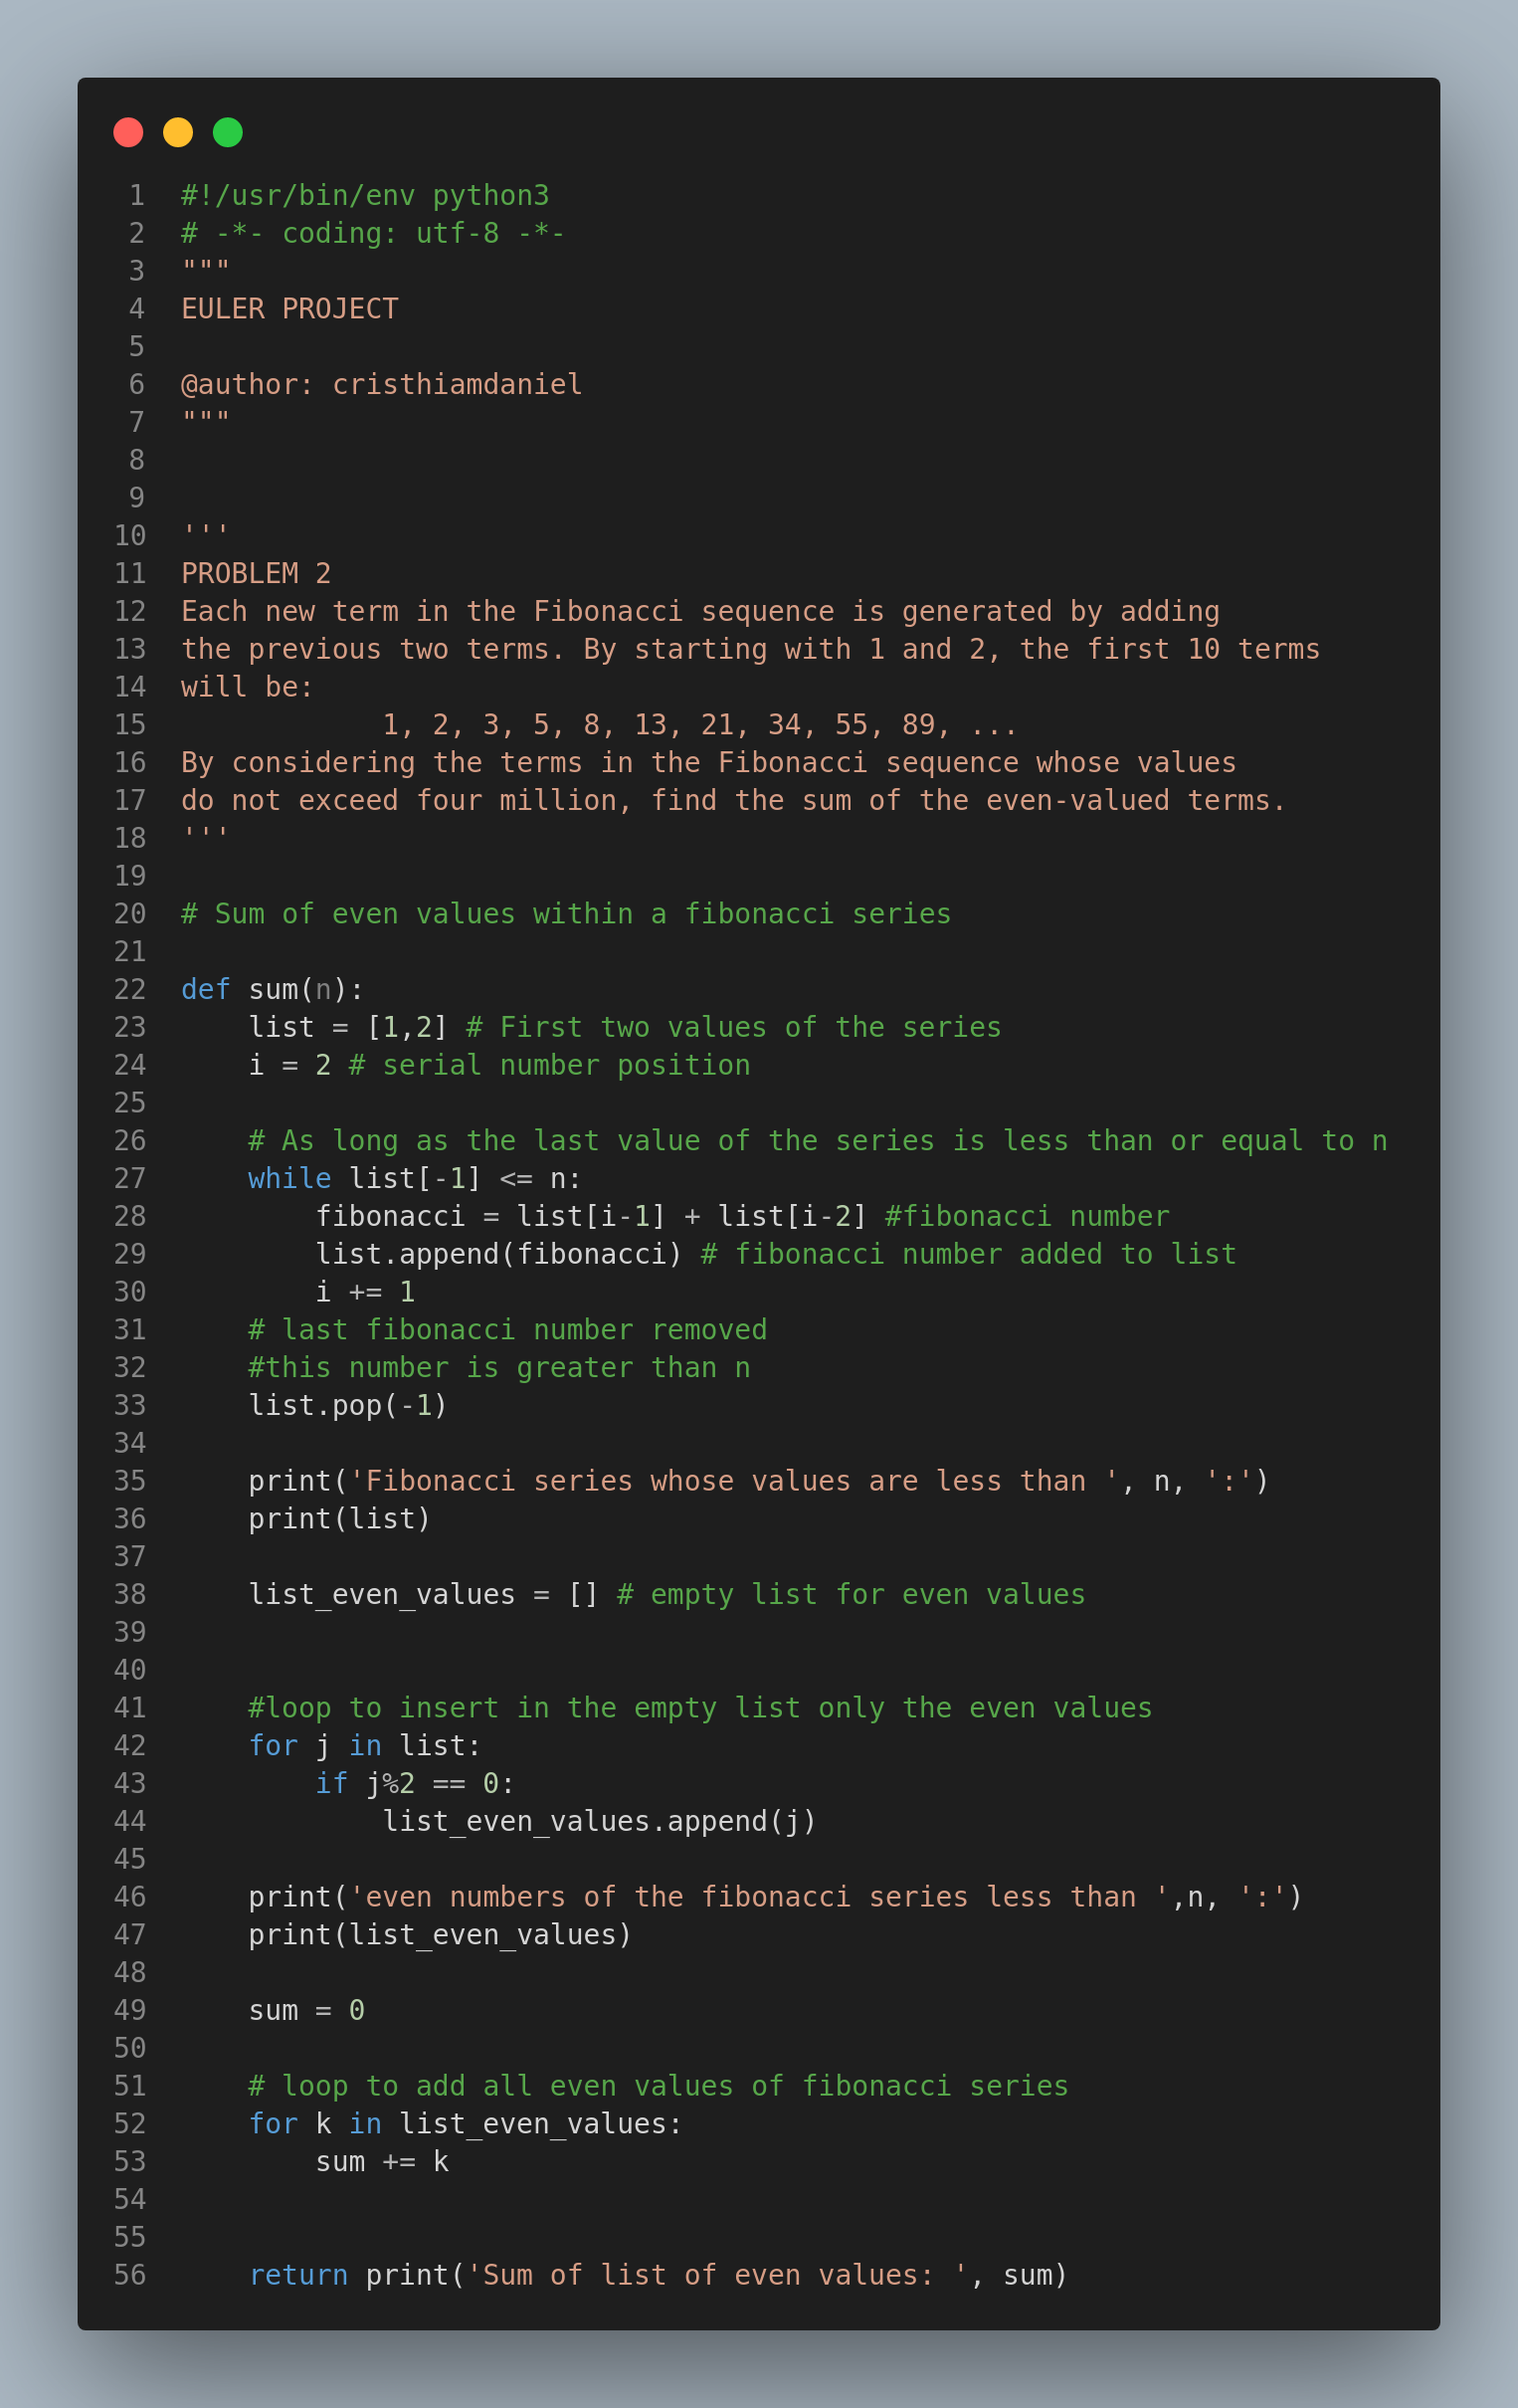 1 #!/usr/bin/env python3
2 # -*- coding: utf-8 -*-
3 """
4 EULER PROJECT
5
6 @author: cristhiamdaniel
7 """
8
9
10 '''
11 PROBLEM 2
12 Each new term in the Fibonacci sequence is generated by adding
13 the previous two terms. By starting with 1 and 2, the first 10 terms
14 will be:
15             1, 2, 3, 5, 8, 13, 21, 34, 55, 89, ...
16 By considering the terms in the Fibonacci sequence whose values
17 do not exceed four million, find the sum of the even-valued terms.
18 '''
19
20 # Sum of even values within a fibonacci series
21
22 def sum(n):
23     list = [1,2] # First two values of the series
24     i = 2 # serial number position
25
26     # As long as the last value of the series is less than or equal to n
27     while list[-1] <= n:
28         fibonacci = list[i-1] + list[i-2] #fibonacci number
29         list.append(fibonacci) # fibonacci number added to list
30         i += 1
31     # last fibonacci number removed
32     #this number is greater than n
33     list.pop(-1)
34
35     print('Fibonacci series whose values are less than ', n, ':')
36     print(list)
37
38     list_even_values = [] # empty list for even values
39
40
41     #loop to insert in the empty list only the even values
42     for j in list:
43         if j%2 == 0:
44             list_even_values.append(j)
45
46     print('even numbers of the fibonacci series less than ',n, ':')
47     print(list_even_values)
48
49     sum = 0
50
51     # loop to add all even values of fibonacci series
52     for k in list_even_values:
53         sum += k
54
55
56     return print('Sum of list of even values: ', sum)